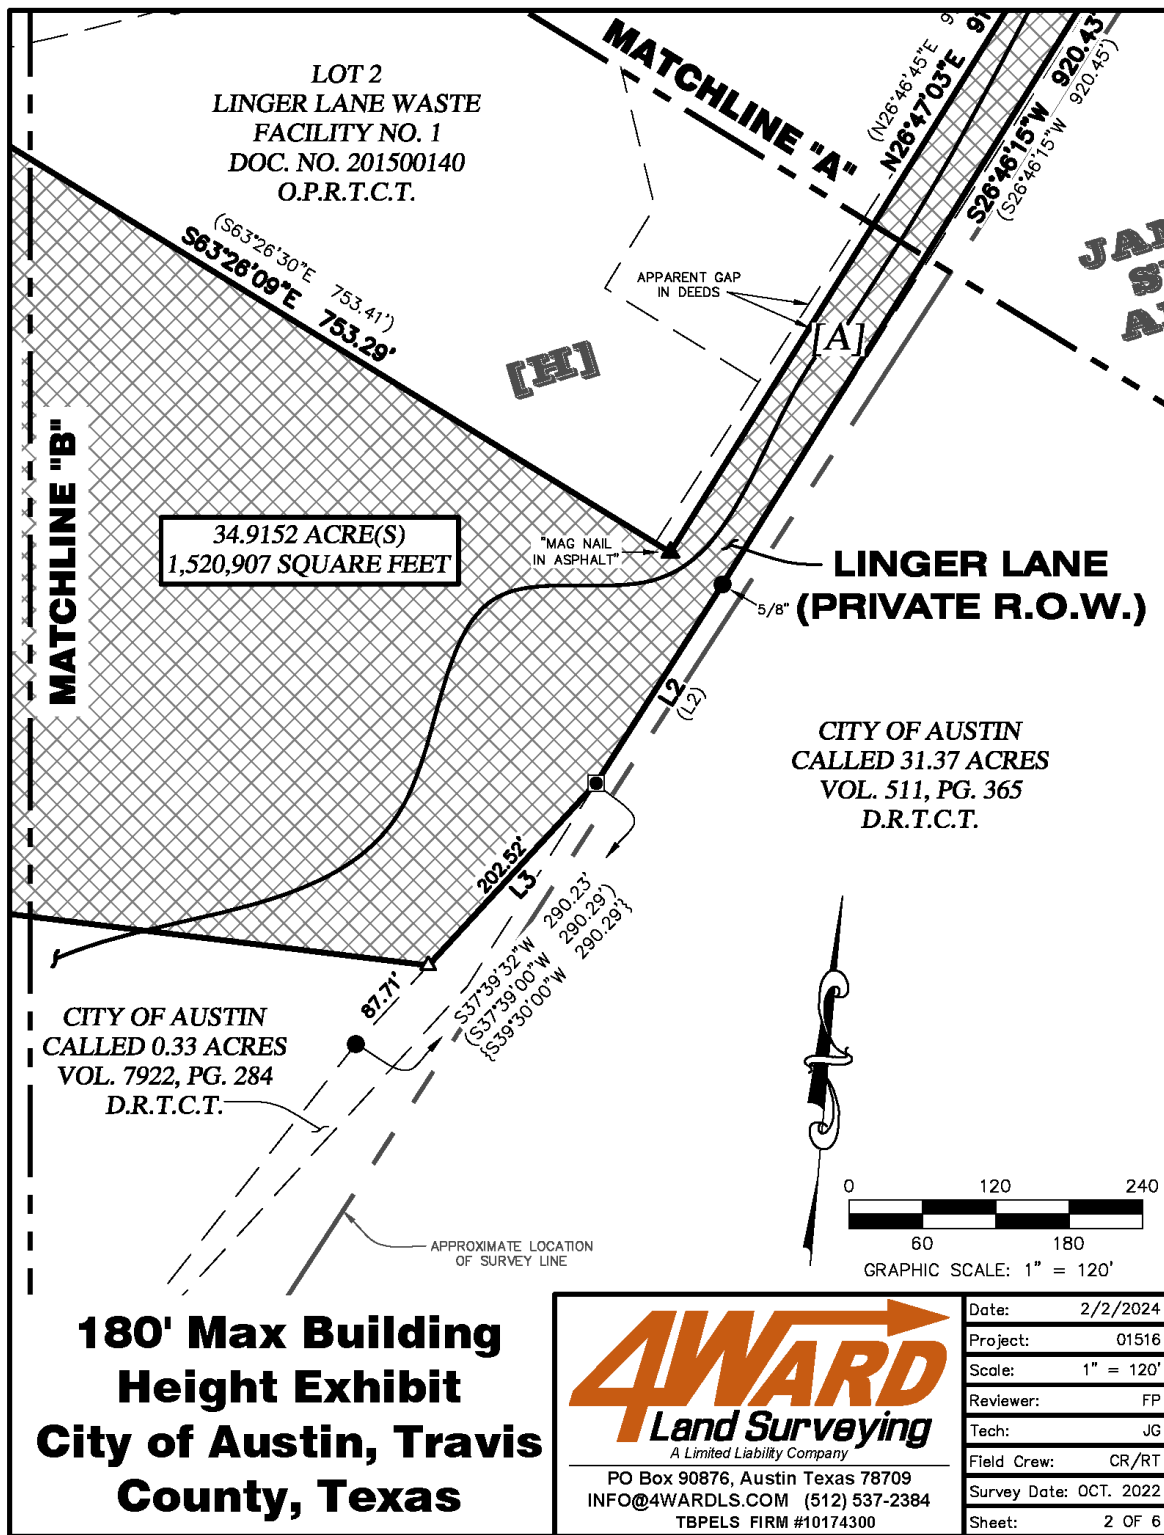 LOT 2
LINGER LANE WASTE
FACILITY NO. 1
DOC. NO. 201500140
O.P.R.T.C.T.
MATCHLINE "A"
(N26°46'45"E
N26°47'03"E
S26°46'15"W 920.43'
(S26°46'15"W 920.45')
(S63°26'30"E 753.41')
S63°26'09"E 753.29'
APPARENT GAP
IN DEEDS
[A]
[H]
MATCHLINE "B"
34.9152 ACRE(S)
1,520,907 SQUARE FEET
"MAG NAIL
IN ASPHALT"
LINGER LANE
(PRIVATE R.O.W.)
5/8"
L2
(L2)
CITY OF AUSTIN
CALLED 31.37 ACRES
VOL. 511, PG. 365
D.R.T.C.T.
202.52'
L3
S37°39'32"W 290.23'
(S37°39'00"W 290.29')
{S39°30'00"W 290.29'}
87.71'
CITY OF AUSTIN
CALLED 0.33 ACRES
VOL. 7922, PG. 284
D.R.T.C.T.
APPROXIMATE LOCATION
OF SURVEY LINE
0 120 240
60 180
GRAPHIC SCALE: 1" = 120'
180' Max Building
Height Exhibit
City of Austin, Travis
County, Texas
4WARD
Land Surveying
A Limited Liability Company
PO Box 90876, Austin Texas 78709
INFO@4WARDLS.COM (512) 537-2384
TBPELS FIRM #10174300
Date: 2/2/2024
Project: 01516
Scale: 1" = 120'
Reviewer: FP
Tech: JG
Field Crew: CR/RT
Survey Date: OCT. 2022
Sheet: 2 OF 6